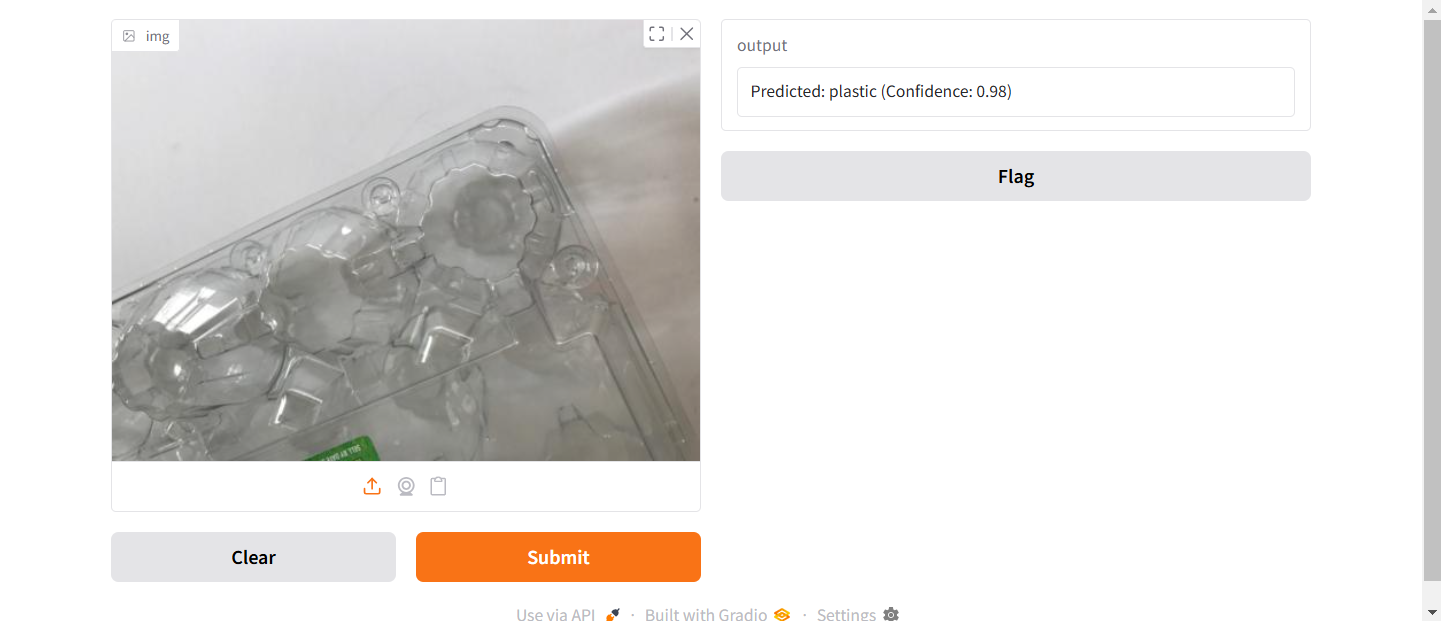 img
output
Predicted: plastic (Confidence: 0.98)
Flag
Clear
Submit
Use via API · Built with Gradio · Settings